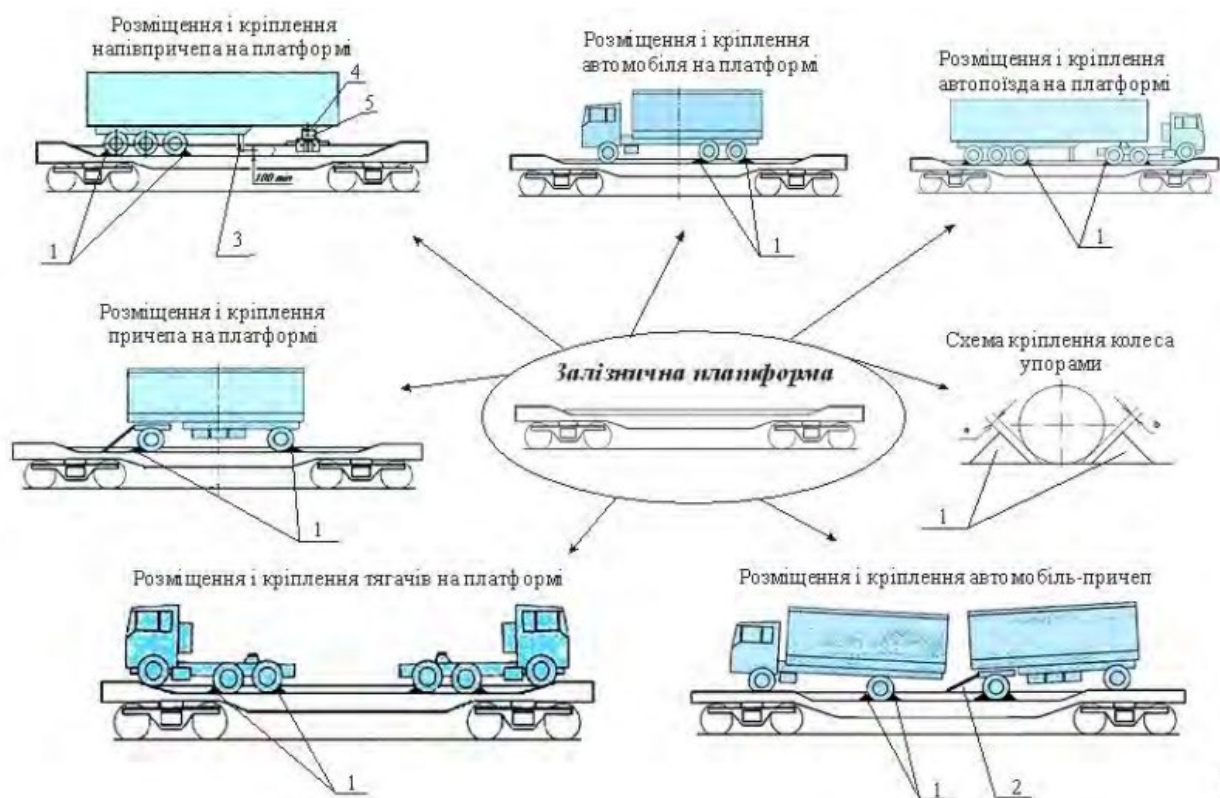 Розміщення і кріплення
напівпричепа на платформі
4
5
100 min
1
3
Розміщення і кріплення
автомобіля на платформі
1
Розміщення і кріплення
автопоїзда на платформі
1
Розміщення і кріплення
причепа на платформі
1
Залізнична платформа
Схема кріплення колеса
упорами
а
1
Розміщення і кріплення тягачів на платформі
1
Розміщення і кріплення автомобіль-причеп
1
2